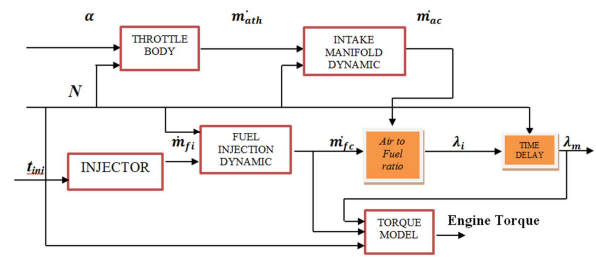 α
ṁ_ath
ṁ_ac
THROTTLE
BODY
INTAKE
MANIFOLD
DYNAMIC
N
ṁ_fi
FUEL
INJECTION
DYNAMIC
ṁ_fc
Air to
Fuel
ratio
λ_i
TIME
DELAY
λ_m
t_ini
INJECTOR
TORQUE
MODEL
Engine Torque